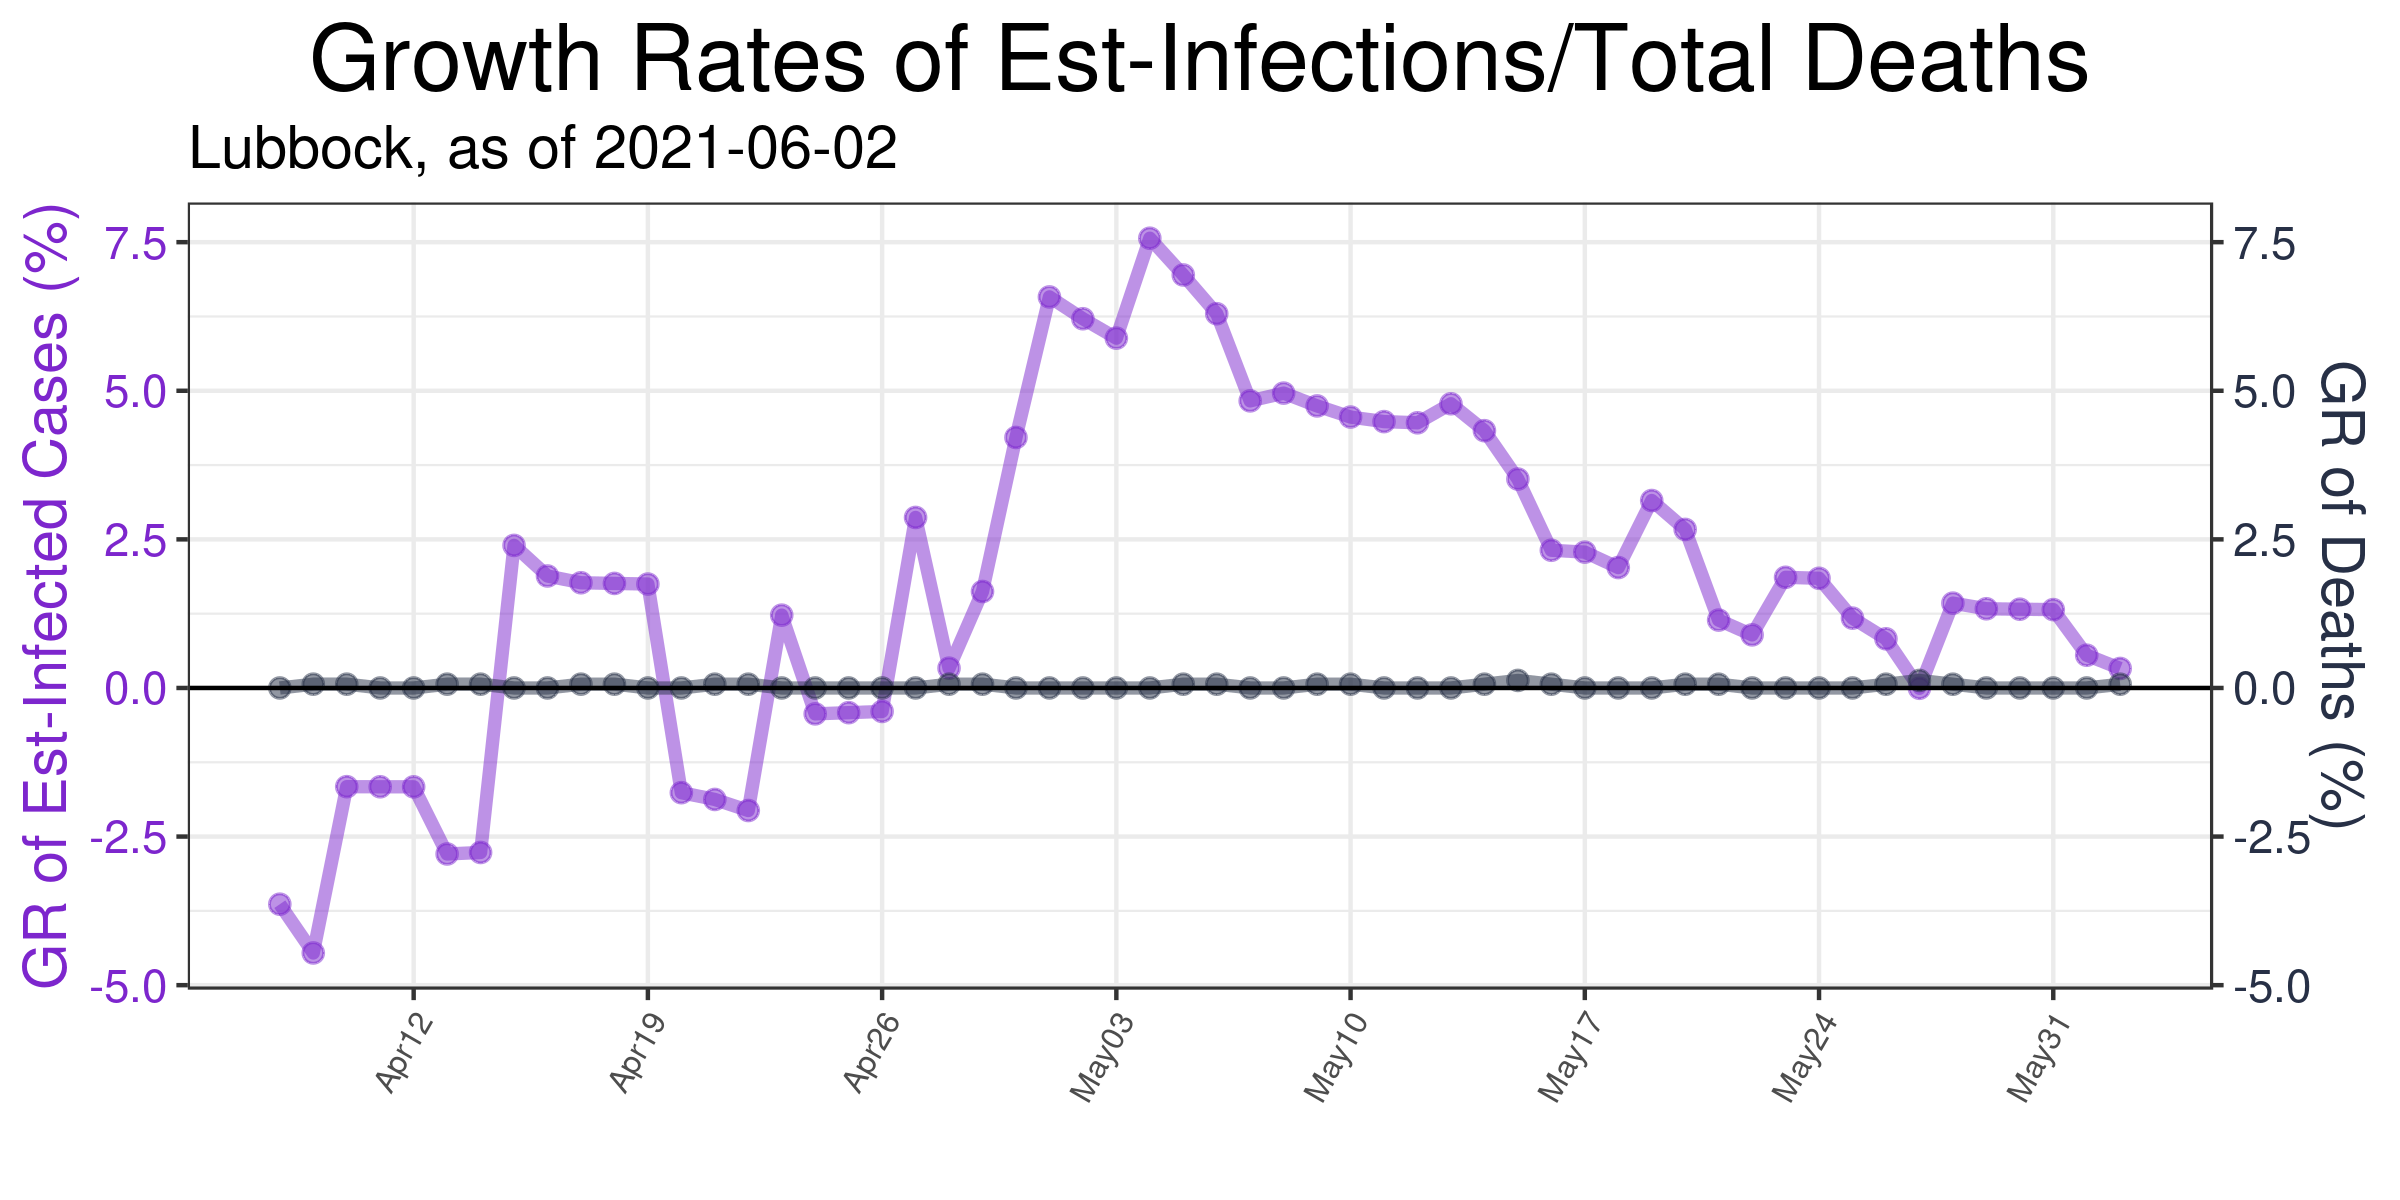 Growth Rates of Est-Infections/Total Deaths
Lubbock, as of 2021-06-02
GR of Est-Infected Cases (%)
7.5
5.0
2.5
0.0
-2.5
-5.0
7.5
5.0
2.5
0.0
-2.5
-5.0
GR of Deaths (%)
Apr12
Apr19
Apr26
May03
May10
May17
May24
May31